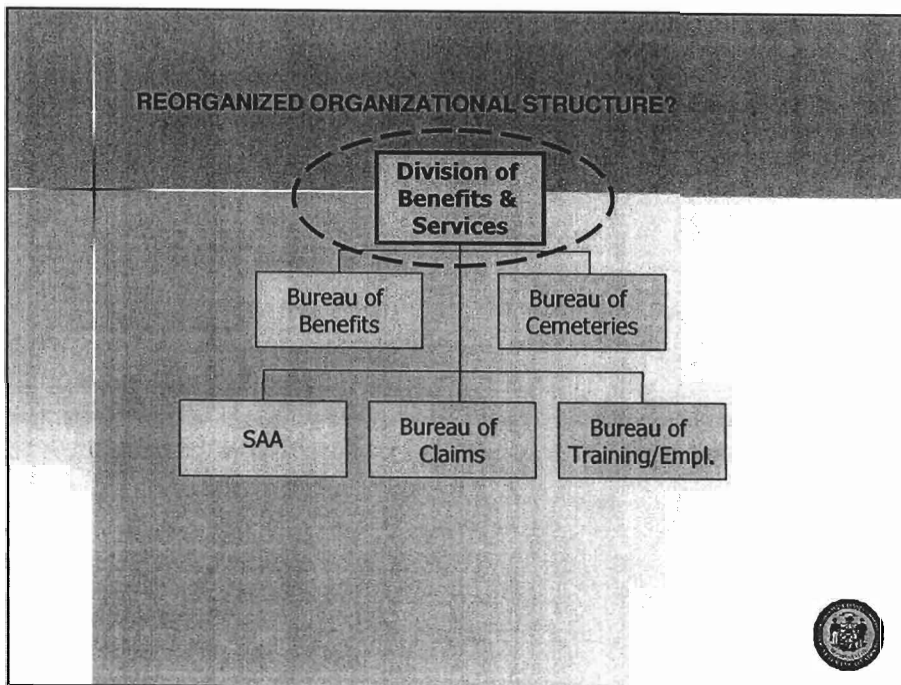 REORGANIZED ORGANIZATIONAL STRUCTURE?
Division of
Benefits &
Services
Bureau of
Benefits
Bureau of
Cemeteries
SAA
Bureau of
Claims
Bureau of
Training/Empl.